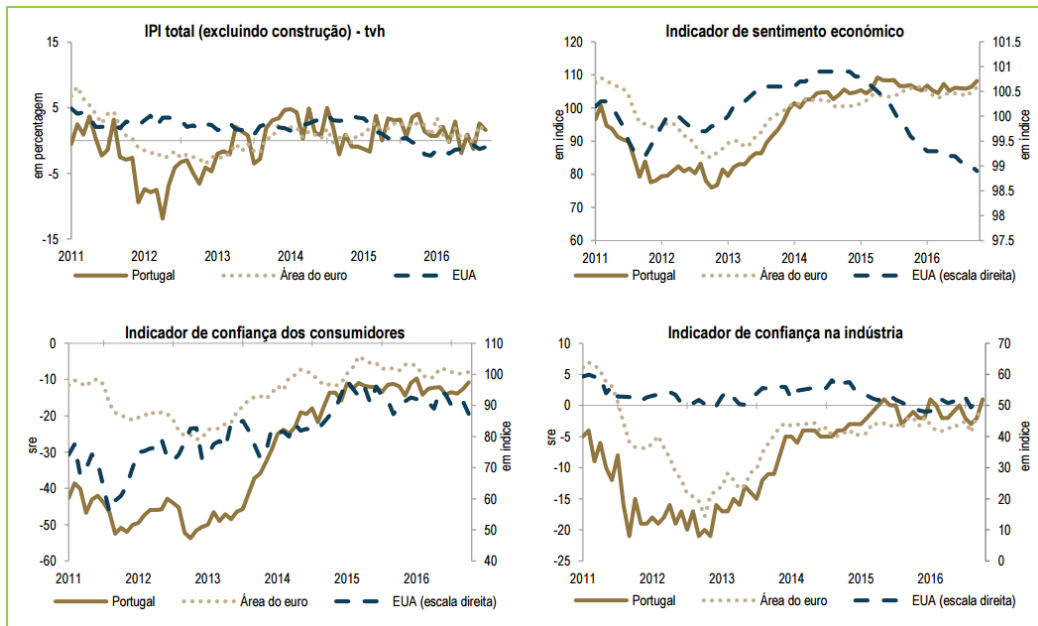 IPI total (excluindo construção) - tvh
em percentagem
15
5
-5
-15
2011 2012 2013 2014 2015 2016
Portugal Área do euro EUA
Indicador de sentimento económico
em índice
120
110
100
90
80
70
60
101.5
101
100.5
100
99.5
99
98.5
98
97.5
em índice
2011 2012 2013 2014 2015 2016
Portugal Área do euro EUA (escala direita)
Indicador de confiança dos consumidores
sre
0
-10
-20
-30
-40
-50
-60
110
100
90
80
70
60
50
40
em índice
2011 2012 2013 2014 2015 2016
Portugal Área do euro EUA (escala direita)
Indicador de confiança na indústria
sre
10
5
0
-5
-10
-15
-20
-25
70
60
50
40
30
20
10
0
em índice
2011 2012 2013 2014 2015 2016
Portugal Área do euro EUA (escala direita)